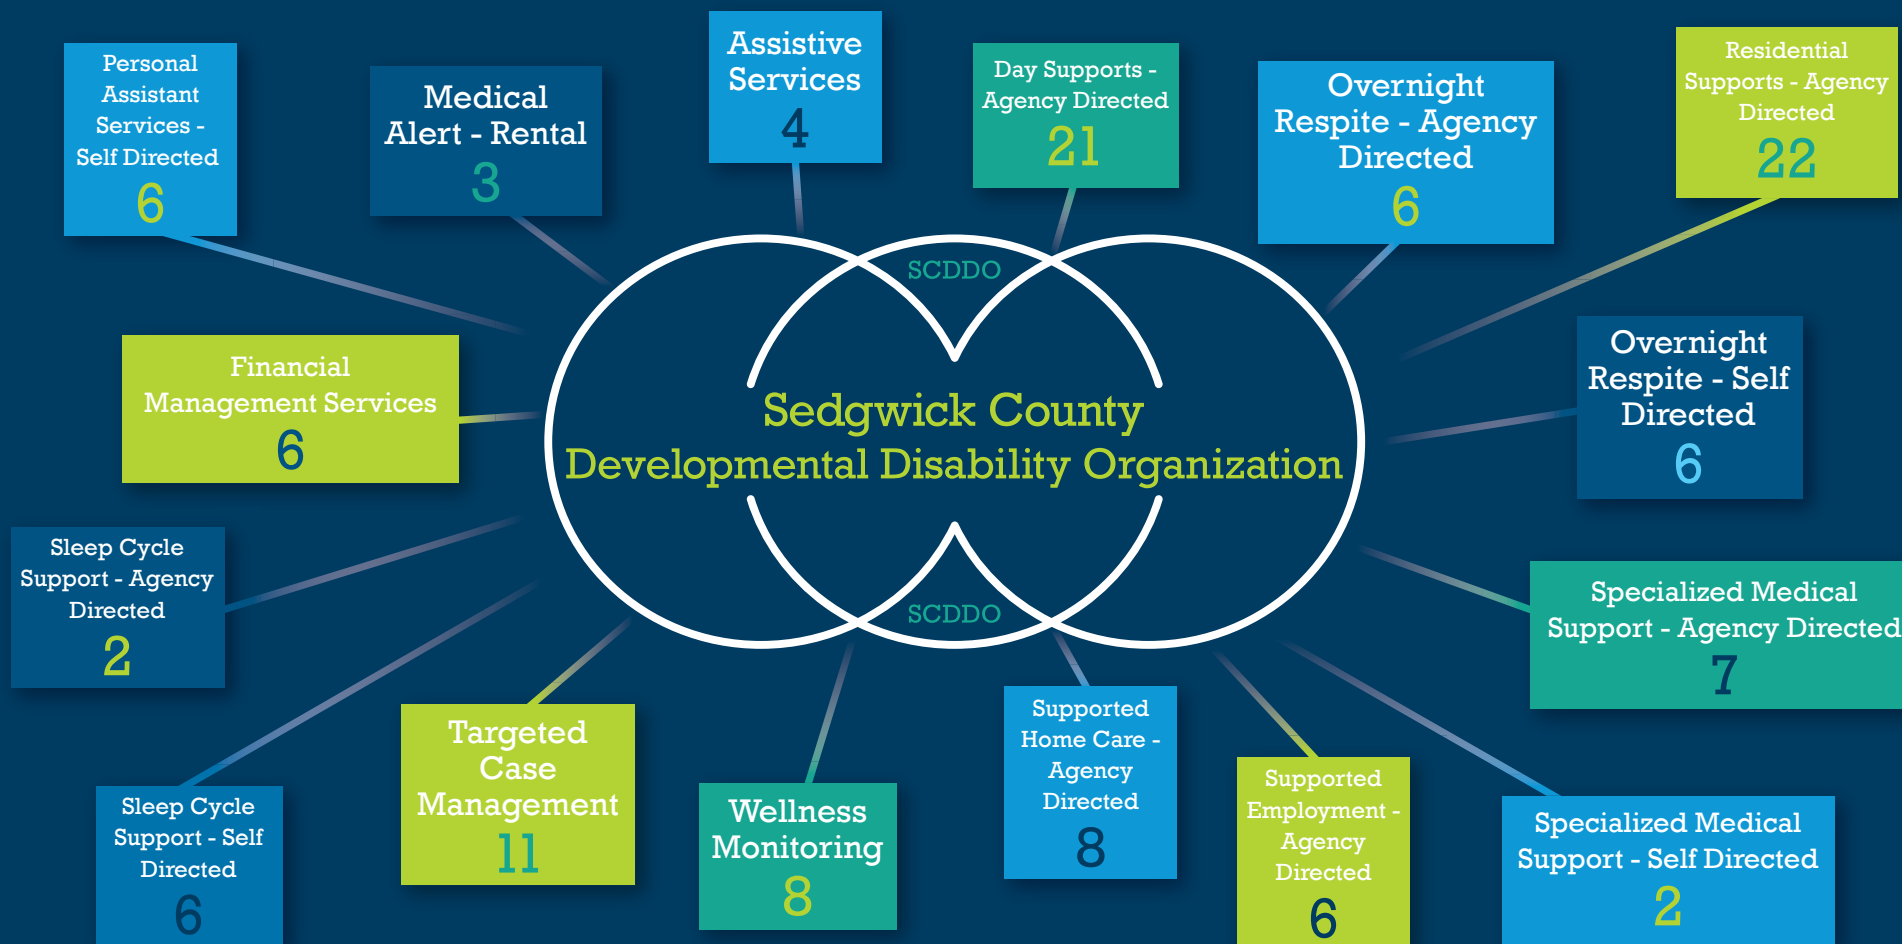 Personal
Assistant
Services -
Self Directed
6
Medical
Alert - Rental
3
Assistive
Services
4
Day Supports -
Agency Directed
21
Overnight
Respite - Agency
Directed
6
Residential
Supports - Agency
Directed
22
Financial
Management Services
6
SCDDO
Sedgwick County
Developmental Disability Organization
SCDDO
Overnight
Respite - Self
Directed
6
Sleep Cycle
Support - Agency
Directed
2
Specialized Medical
Support - Agency Directed
7
Sleep Cycle
Support - Self
Directed
6
Targeted
Case
Management
11
Wellness
Monitoring
8
Supported
Home Care -
Agency
Directed
8
Supported
Employment -
Agency
Directed
6
Specialized Medical
Support - Self Directed
2